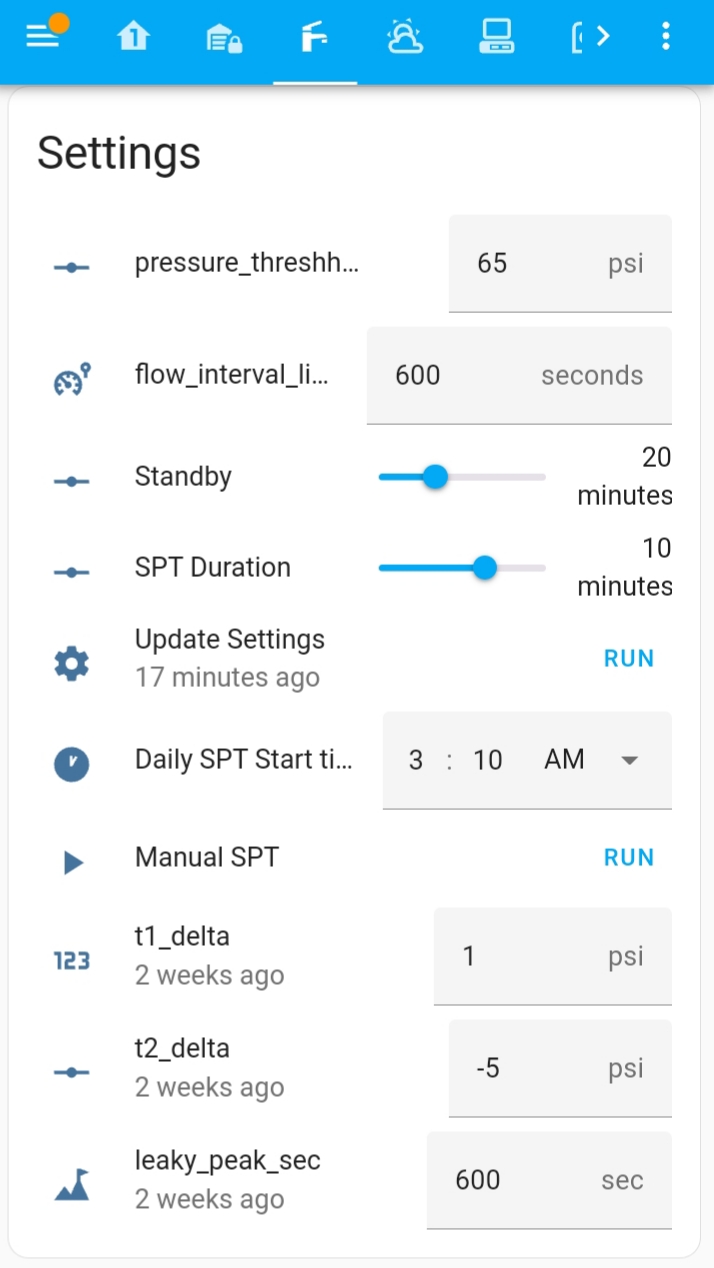 1
Settings
pressure_threshh...
65 psi
flow_interval_li...
600 seconds
Standby
20
minutes
SPT Duration
10
minutes
Update Settings
17 minutes ago
RUN
Daily SPT Start ti...
3 : 10 AM
Manual SPT
RUN
123
t1_delta
2 weeks ago
1 psi
t2_delta
2 weeks ago
-5 psi
leaky_peak_sec
2 weeks ago
600 sec